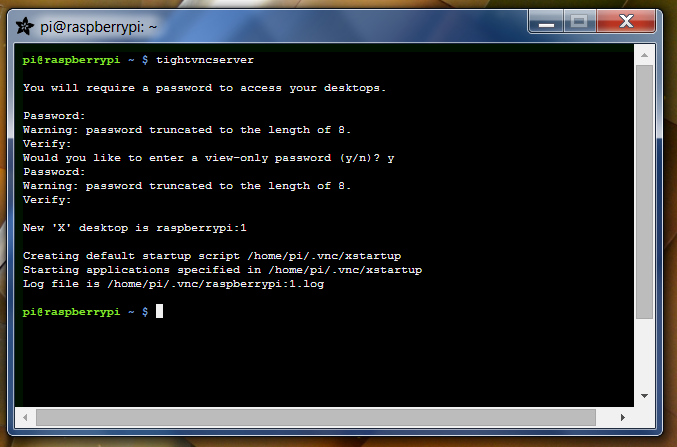 pi@raspberrypi: ~
pi@raspberrypi ~ $ tightvncserver
You will require a password to access your desktops.
Password:
Warning: password truncated to the length of 8.
Verify:
Would you like to enter a view-only password (y/n)? y
Password:
Warning: password truncated to the length of 8.
Verify:
New 'X' desktop is raspberrypi:1
Creating default startup script /home/pi/.vnc/xstartup
Starting applications specified in /home/pi/.vnc/xstartup
Log file is /home/pi/.vnc/raspberrypi:1.log
pi@raspberrypi ~ $